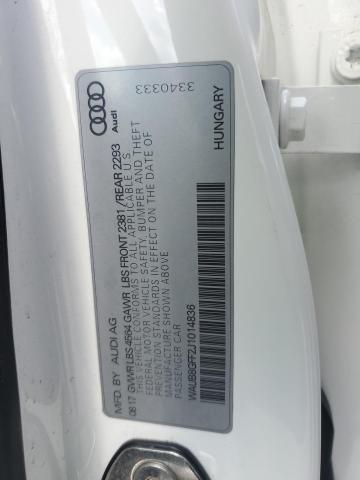 3340333
Audi
HUNGARY
MFD. BY AUDI AG
08.17 GVWR LBS 4564 GAWR LBS FRONT 2381 / REAR 2293
CONFORMS TO ALL APPLICABLE U.S.
FEDERAL MOTOR VEHICLE SAFETY, BUMPER AND THEFT
PREVENTION STANDARDS IN EFFECT ON THE DATE OF
MANUFACTURE SHOWN ABOVE
PASSENGER CAR
WAUB8GFF2J1014836